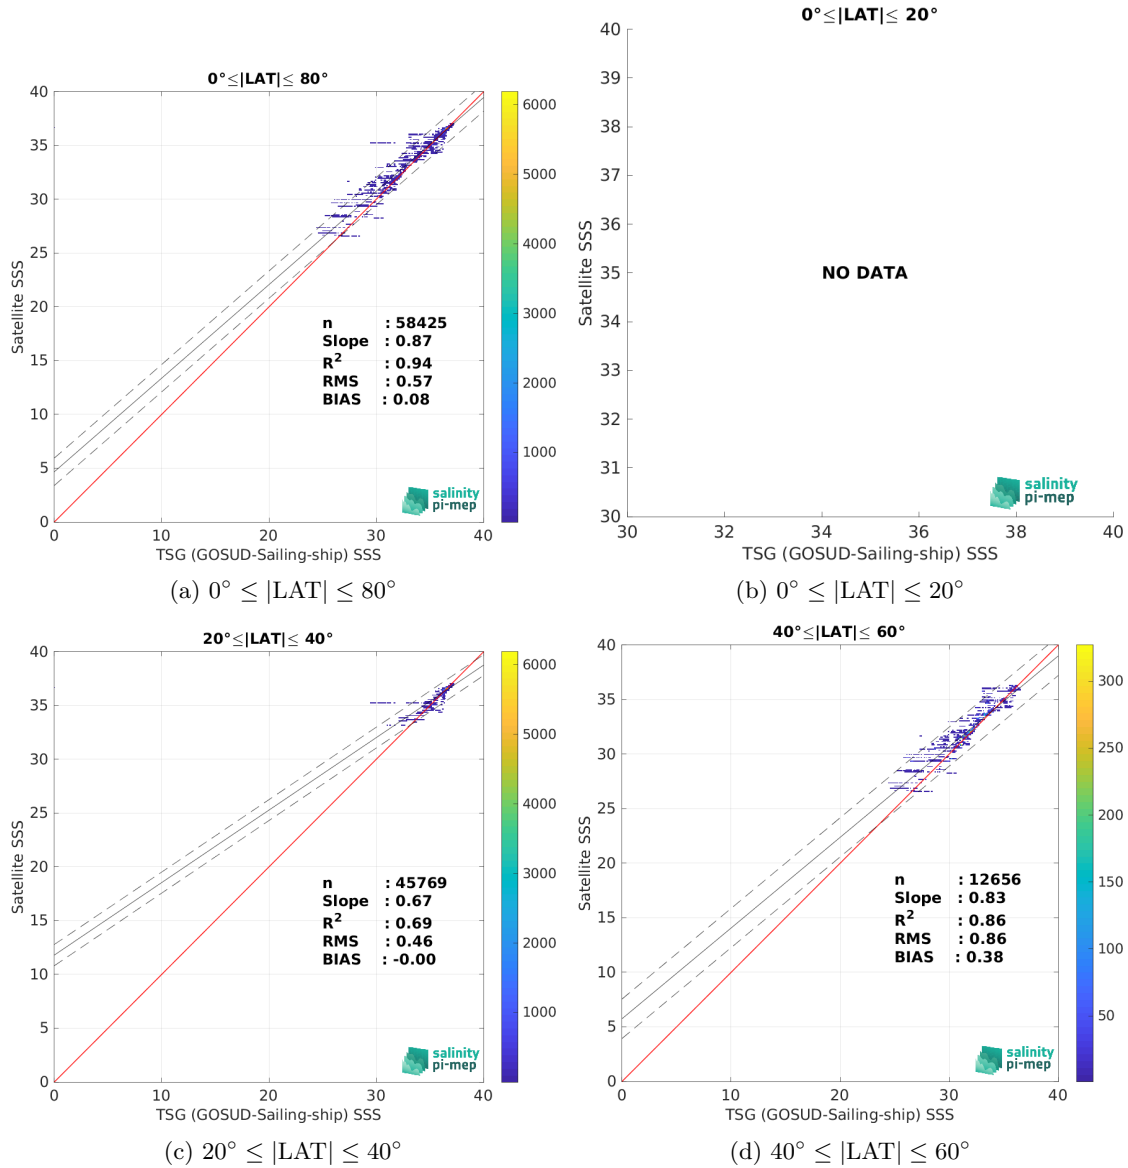 0°≤|LAT|≤ 80°
40
35
30
25
20
15
10
5
0
0
10
20
30
40
6000
5000
4000
3000
2000
1000
Satellite SSS
TSG (GOSUD-Sailing-ship) SSS
n : 58425
Slope : 0.87
R² : 0.94
RMS : 0.57
BIAS : 0.08
salinity
pi-mep
(a) 0° ≤ |LAT| ≤ 80°
0°≤|LAT|≤ 20°
40
39
38
37
36
35
34
33
32
31
30
30
32
34
36
38
40
Satellite SSS
TSG (GOSUD-Sailing-ship) SSS
NO DATA
salinity
pi-mep
(b) 0° ≤ |LAT| ≤ 20°
20°≤|LAT|≤ 40°
40
35
30
25
20
15
10
5
0
0
10
20
30
40
6000
5000
4000
3000
2000
1000
Satellite SSS
TSG (GOSUD-Sailing-ship) SSS
n : 45769
Slope : 0.67
R² : 0.69
RMS : 0.46
BIAS : -0.00
salinity
pi-mep
(c) 20° ≤ |LAT| ≤ 40°
40°≤|LAT|≤ 60°
40
35
30
25
20
15
10
5
0
0
10
20
30
40
300
250
200
150
100
50
Satellite SSS
TSG (GOSUD-Sailing-ship) SSS
n : 12656
Slope : 0.83
R² : 0.86
RMS : 0.86
BIAS : 0.38
salinity
pi-mep
(d) 40° ≤ |LAT| ≤ 60°